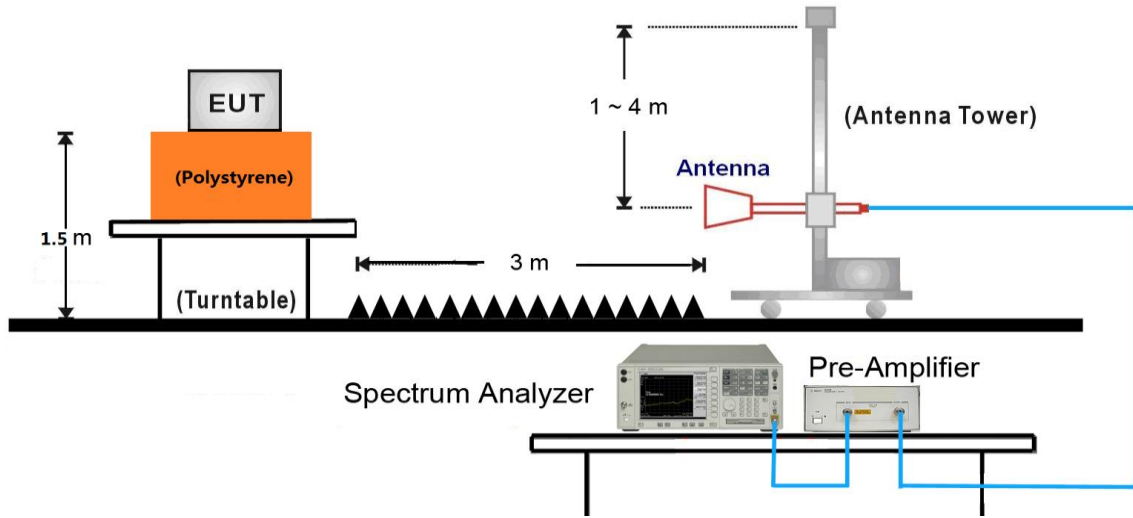 EUT
(Polystyrene)
1.5 m
(Turntable)
3 m
1 ~ 4 m
(Antenna Tower)
Antenna
Spectrum Analyzer
Pre-Amplifier